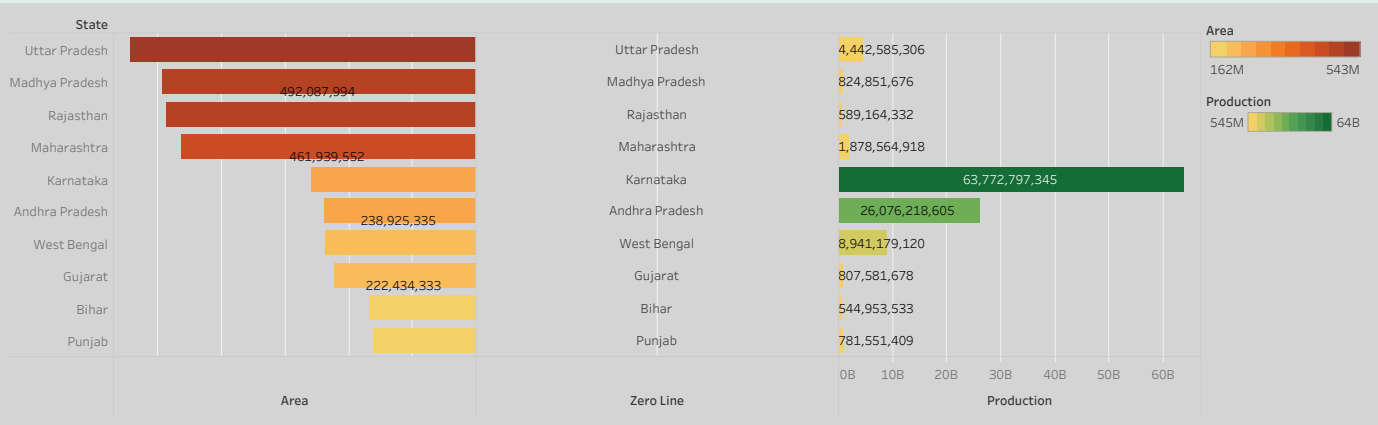 State
Uttar Pradesh Uttar Pradesh 4,442,585,306
Madhya Pradesh 492,087,994 Madhya Pradesh 824,851,676
Rajasthan Rajasthan 589,164,332
Maharashtra 461,939,552 Maharashtra 1,878,564,918
Karnataka Karnataka 63,772,797,345
Andhra Pradesh 238,925,335 Andhra Pradesh 26,076,218,605
West Bengal West Bengal 8,941,179,120
Gujarat 222,434,333 Gujarat 807,581,678
Bihar Bihar 544,953,533
Punjab Punjab 781,551,409
0B 10B 20B 30B 40B 50B 60B
Area Zero Line Production
Area
162M 543M
Production
545M 64B